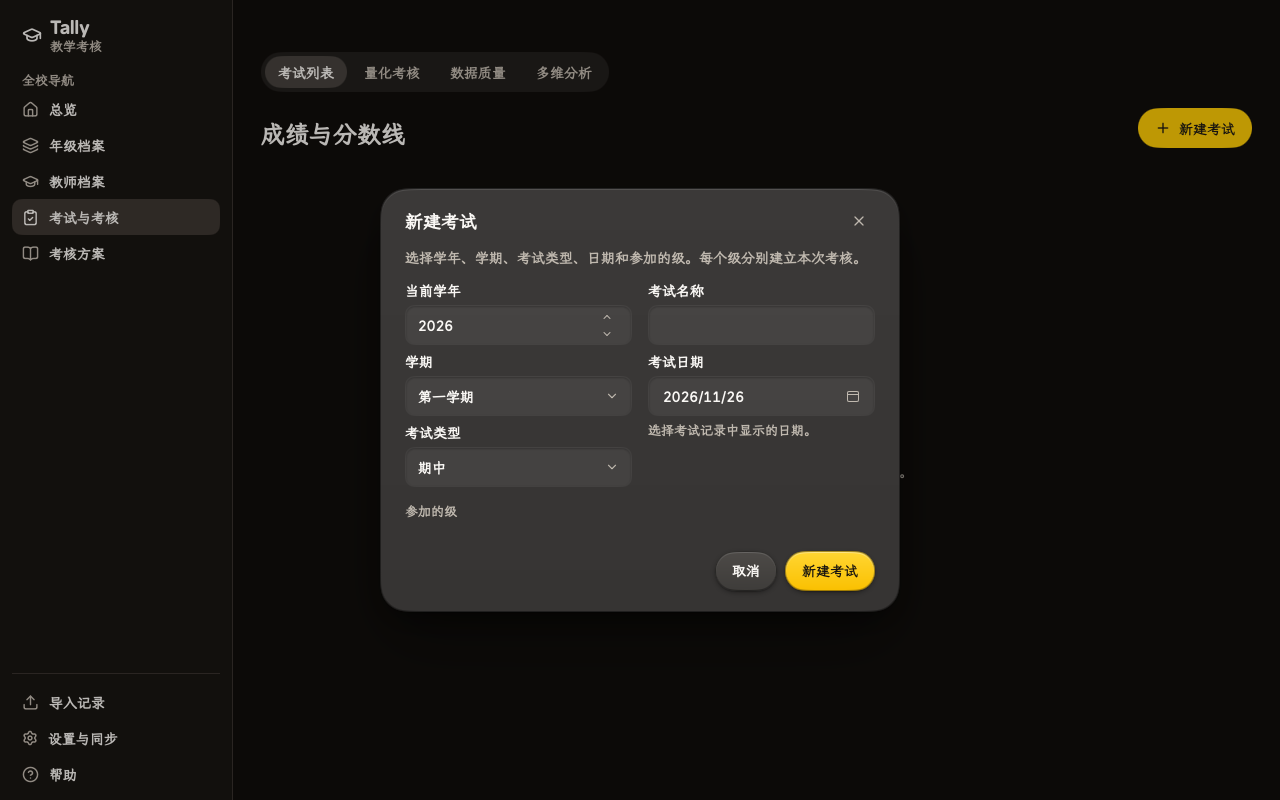 Tally
教学考核
全校导航
总览
年级档案
教师档案
考试与考核
考核方案
导入记录
设置与同步
帮助
考试列表 量化考核 数据质量 多维分析
成绩与分数线
新建考试
新建考试
选择学年、学期、考试类型、日期和参加的级。每个级分别建立本次考核。
当前学年 考试名称
2026
学期 考试日期
第一学期 2026/11/26
考试类型 选择考试记录中显示的日期。
期中
。
参加的级
取消 新建考试